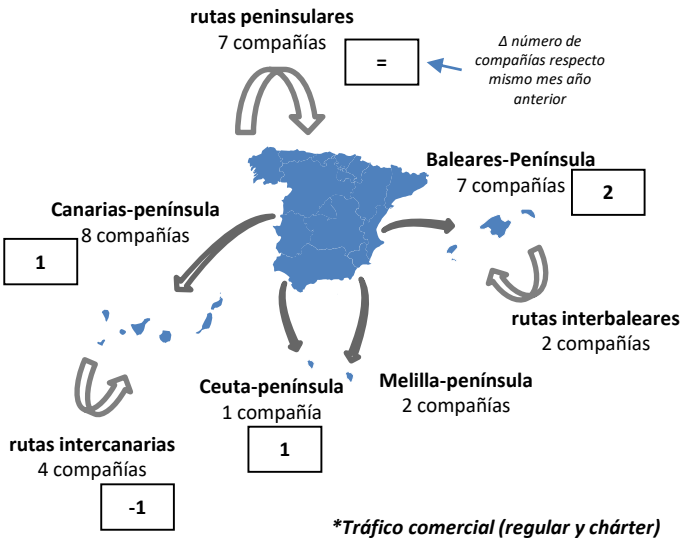 rutas peninsulares
7 compañías
=
Δ número de
compañías respecto
mismo mes año
anterior
Baleares-Península
7 compañías
2
Canarias-península
8 compañías
1
rutas interbaleares
2 compañías
Ceuta-península
1 compañía
1
Melilla-península
2 compañías
rutas intercanarias
4 compañías
-1
*Tráfico comercial (regular y chárter)